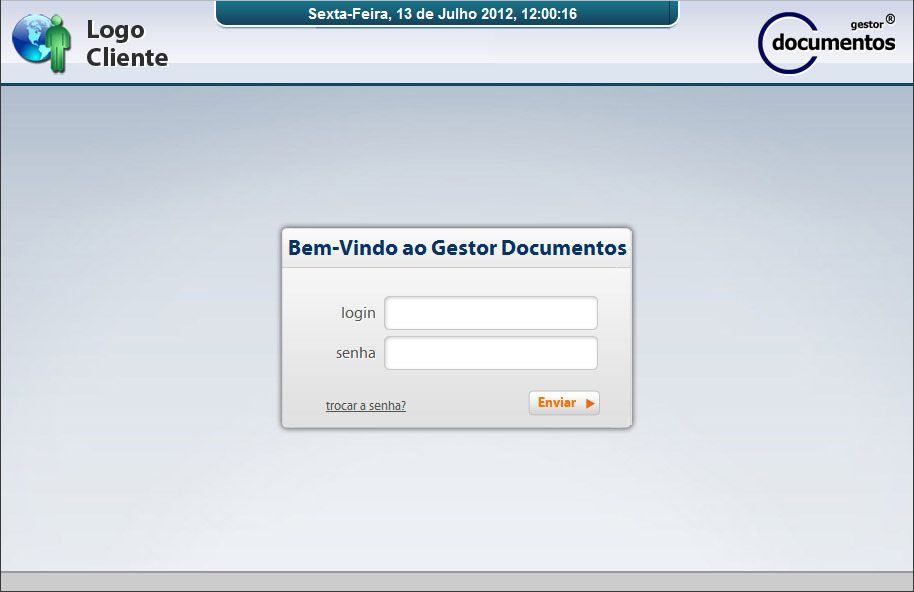 Sexta-Feira, 13 de Julho 2012, 12:00:16
Logo
Cliente
gestor®
documentos
Bem-Vindo ao Gestor Documentos
login
senha
trocar a senha?
Enviar